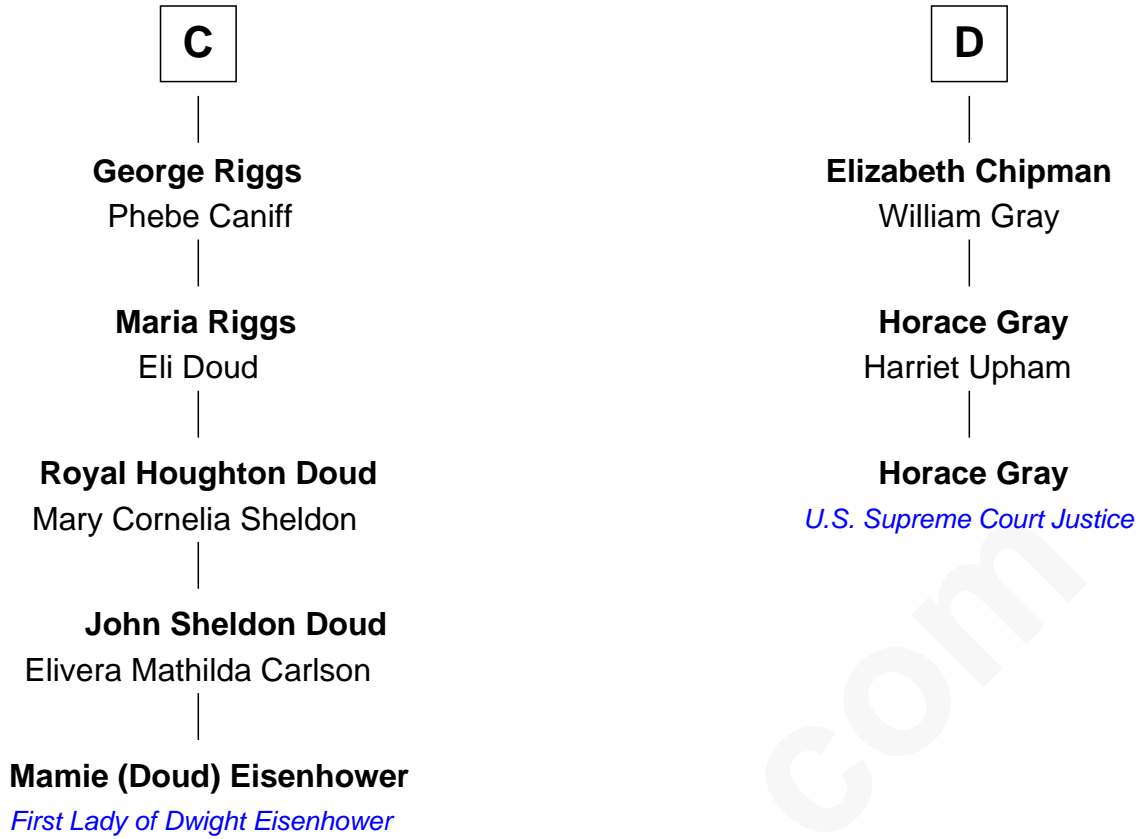 C
George Riggs
Phebe Caniff
Maria Riggs
Eli Doud
Royal Houghton Doud
Mary Cornelia Sheldon
John Sheldon Doud
Elivera Mathilda Carlson
Mamie (Doud) Eisenhower
First Lady of Dwight Eisenhower
D
Elizabeth Chipman
William Gray
Horace Gray
Harriet Upham
Horace Gray
U.S. Supreme Court Justice
com